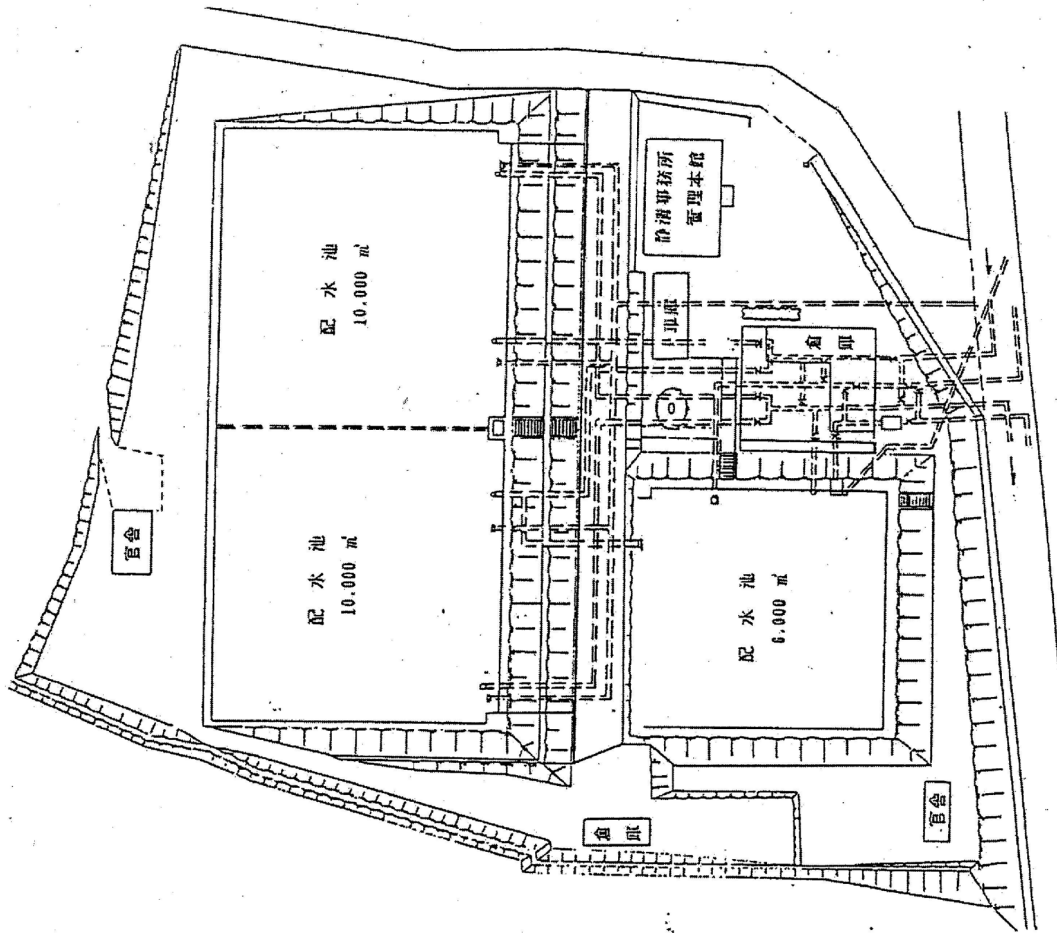 配水池
10.000 ㎥
配水池
10.000 ㎥
配水池
6.000 ㎥
静清事務所
管理本館
車庫
倉庫
倉庫
官舎
官舎